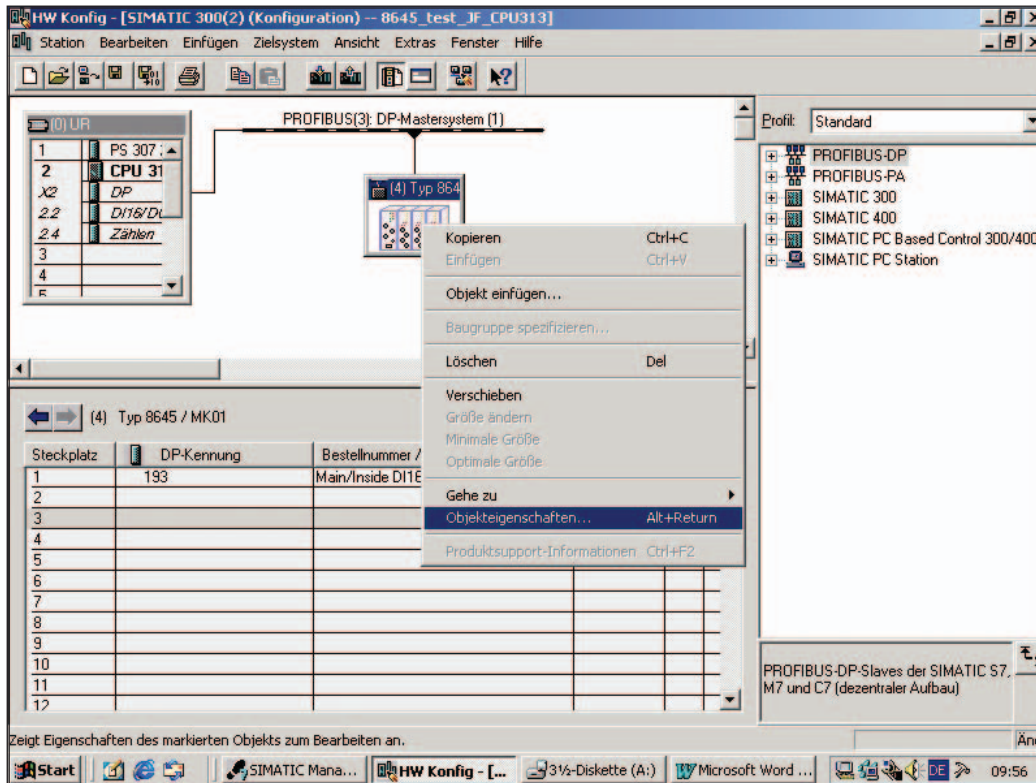 HW Konfig - [SIMATIC 300(2) (Konfiguration) -- 8645_test_JF_CPU313]
Station Bearbeiten Einfügen Zielsystem Ansicht Extras Fenster Hilfe
(0) UR
1 PS 307
2 CPU 31
X2 DP
2.2 DI16/D
2.4 Zählen
3
4
5
PROFIBUS(3): DP-Mastersystem (1)
(4) Typ 864
Kopieren Ctrl+C
Einfügen Ctrl+V
Objekt einfügen...
Baugruppe spezifizieren...
Löschen Del
Verschieben
Größe ändern
Minimale Größe
Optimale Größe
Gehe zu
Objekteigenschaften... Alt+Return
Produktsupport-Informationen Ctrl+F2
Profil: Standard
PROFIBUS-DP
PROFIBUS-PA
SIMATIC 300
SIMATIC 400
SIMATIC PC Based Control 300/400
SIMATIC PC Station
(4) Typ 8645 / MK01
Steckplatz DP-Kennung Bestellnummer /
1 193 Main/Inside DI16
2
3
4
5
6
7
8
9
10
11
12
PROFIBUS-DP-Slaves der SIMATIC S7,
M7 und C7 (dezentraler Aufbau)
Zeigt Eigenschaften des markierten Objekts zum Bearbeiten an. Än
Start SIMATIC Mana... HW Konfig - [... 3½-Diskette (A:) Microsoft Word ... DE 09:56